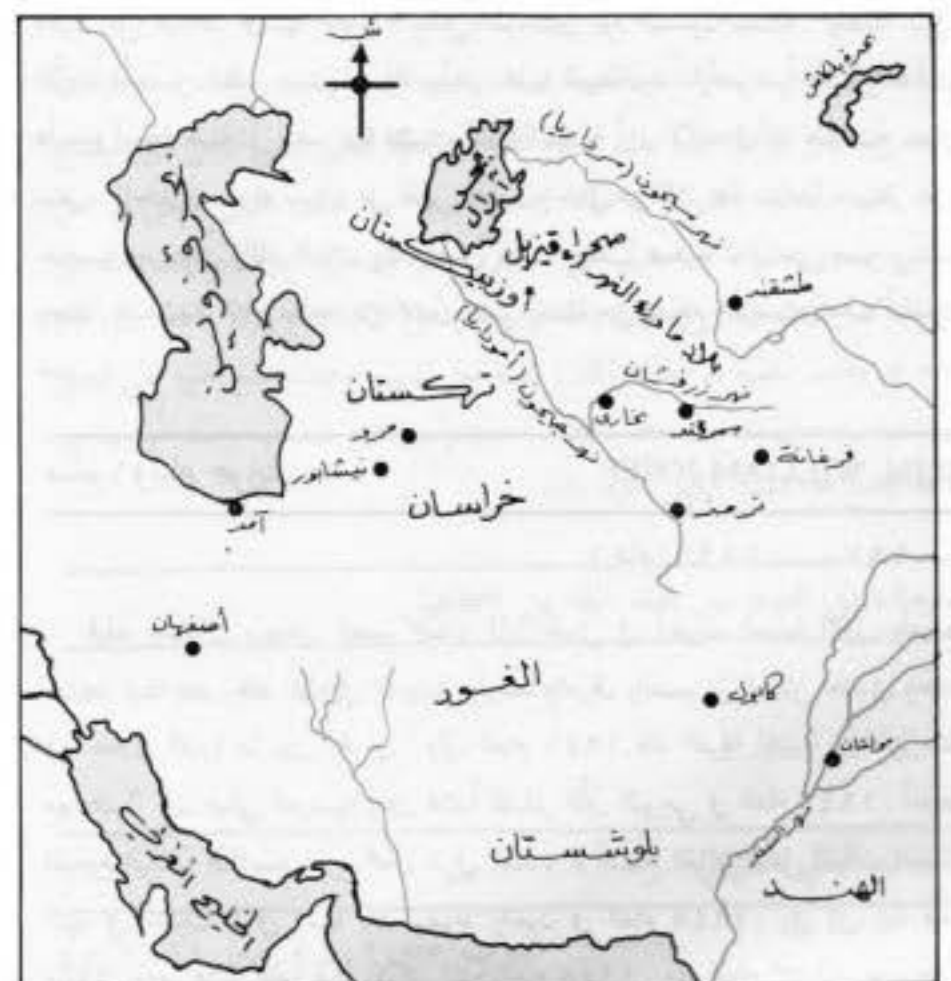 ش
بحر قزوين
بحر آرال
نهر سيحون (سرداريا)
صحراء قيزيل
أوزبكستان
بلاد ما وراء النهر
طشقند
نهر جيحون (أموداريا)
نهر زرفشان
بخارى
سمرقند
فرغانة
تركستان
مرو
نيشابور
خراسان
ترمذ
آمد
أصفهان
الغور
كابول
بلوشستان
الهند
الخليج العربي